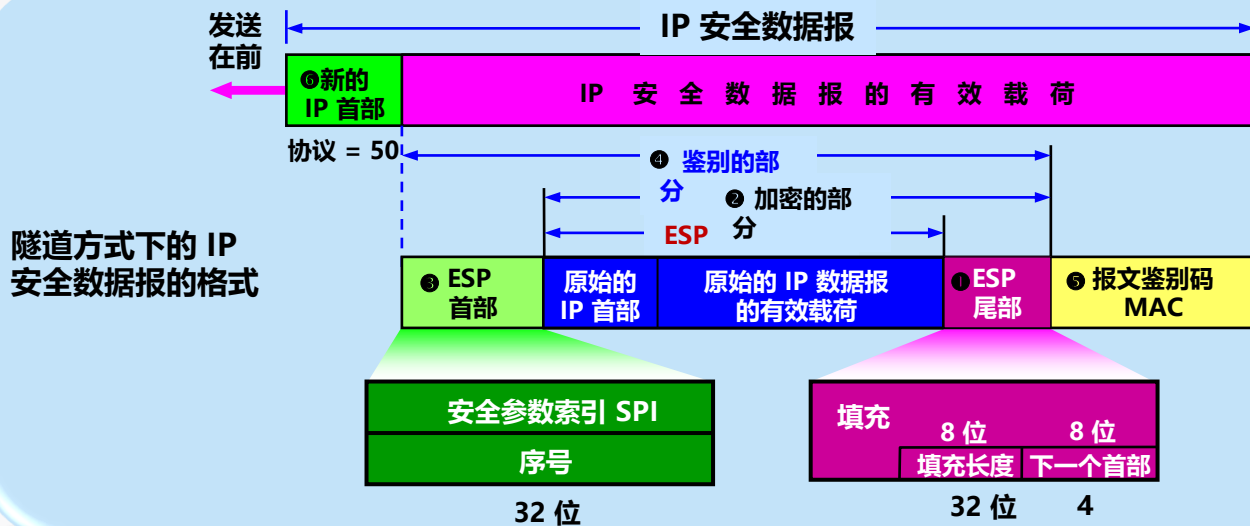 发送
在前
IP 安全数据报
❻新的
IP 首部
IP 安 全 数 据 报 的 有 效 载 荷
协议 = 50
❹ 鉴别的部
分
❷ 加密的部
分
ESP
隧道方式下的 IP
安全数据报的格式
❸ ESP
首部
原始的
IP 首部
原始的 IP 数据报
的有效载荷
❶ESP
尾部
❺ 报文鉴别码
MAC
安全参数索引 SPI
序号
32 位
填充
8 位
8 位
填充长度
下一个首部
32 位
4